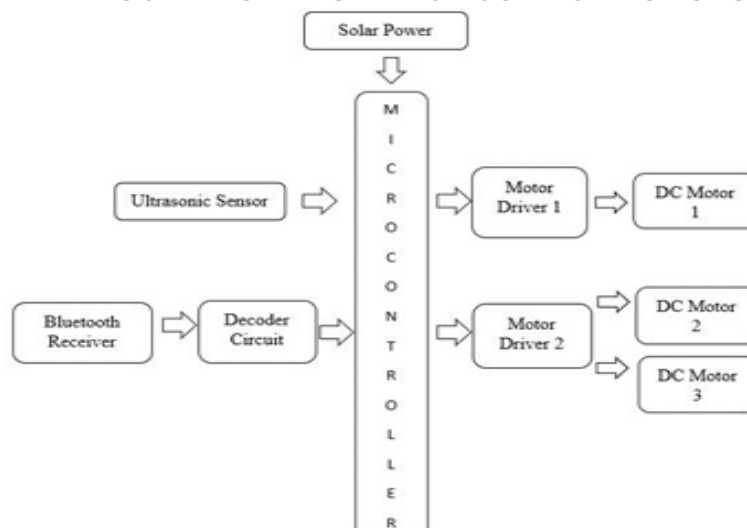 Solar Power
M
I
C
R
O
C
O
N
T
R
O
L
L
E
R
Ultrasonic Sensor
Motor
Driver 1
DC Motor
1
Bluetooth
Receiver
Decoder
Circuit
Motor
Driver 2
DC Motor
2
DC Motor
3